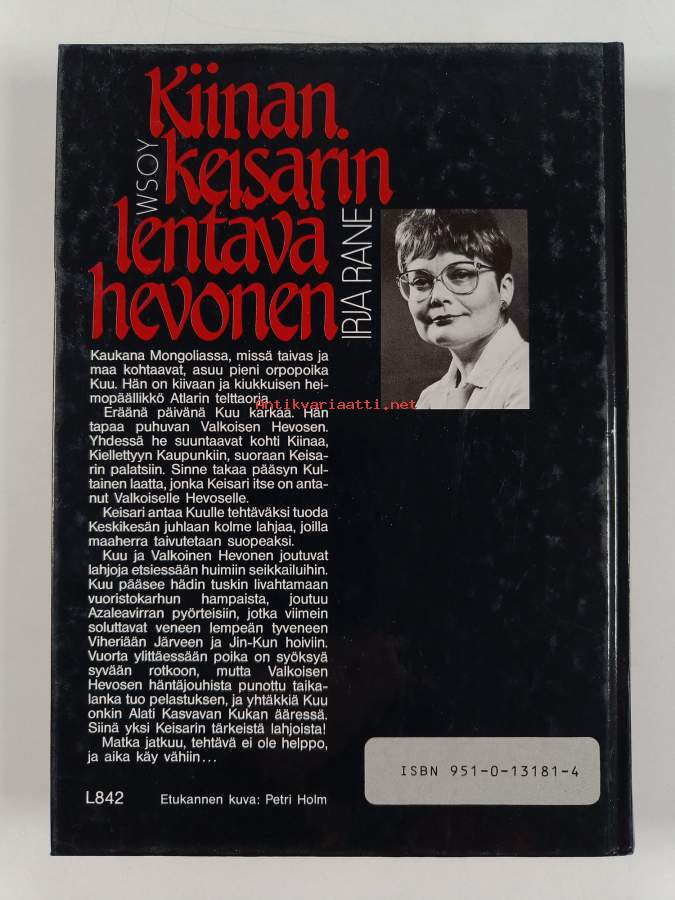 Kiinan
keisarin
lentävä
hevonen
WSOY
IRJA RANE
Kaukana Mongoliassa, missä taivas ja
maa kohtaavat, asuu pieni orpopoika
Kuu. Hän on kiivaan ja kiukkuisen hei-
mopäällikkö Atlarin telttaorja.
Antikvariaatti.net
Eräänä päivänä Kuu karkaa. Hän
tapaa puhuvan Valkoisen Hevosen.
Yhdessä he suuntaavat kohti Kiinaa,
Kiellettyyn Kaupunkiin, suoraan Keisa-
rin palatsiin. Sinne takaa pääsyn Kul-
tainen laatta, jonka Keisari itse on anta-
nut Valkoiselle Hevoselle.
Keisari antaa Kuulle tehtäväksi tuoda
Keskikesän juhlaan kolme lahjaa, joilla
maaherra taivutetaan suopeaksi.
Kuu ja Valkoinen Hevonen joutuvat
lahjoja etsiessään huimiin seikkailuihin.
Kuu pääsee hädin tuskin livahtamaan
vuoristokarhun hampaista, joutuu
Azaleavirran pyörteisiin, jotka viimein
soluttavat veneen lempeän tyveneen
Viheriään Järveen ja Jin-Kun hoiviin.
Vuorta ylittäessään poika on syöksyä
syvään rotkoon, mutta Valkoisen
Hevosen häntäjouhista punottu taika-
lanka tuo pelastuksen, ja yhtäkkiä Kuu
onkin Alati Kasvavan Kukan ääressä.
Siinä yksi Keisarin tärkeistä lahjoista!
Matka jatkuu, tehtävä ei ole helppo,
ja aika käy vähiin...
L842
Etukannen kuva: Petri Holm
ISBN 951-0-13181-4